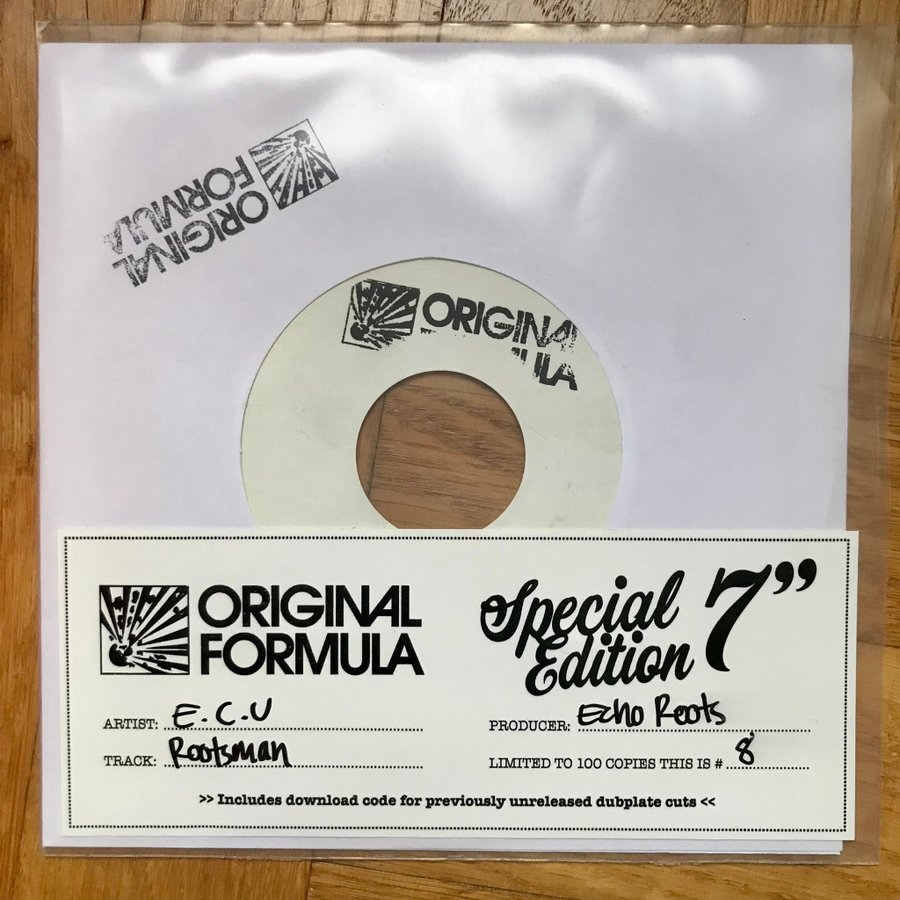 ORIGINAL
FORMULA
ORIGINAL
ORIGINAL
FORMULA
Special
Edition
7”
ARTIST: E.C.U
TRACK: Rootsman
PRODUCER: Echo Roots
LIMITED TO 100 COPIES THIS IS # 8
>> Includes download code for previously unreleased dubplate cuts <<